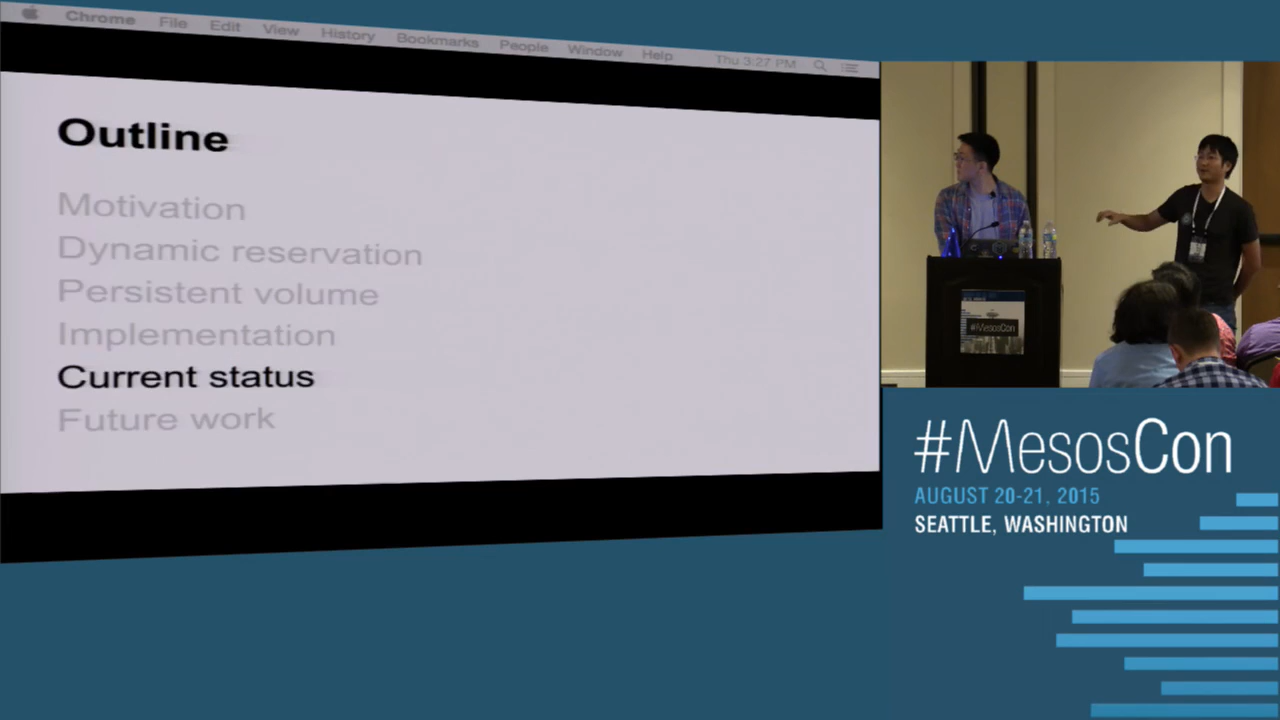 Chrome File Edit View History Bookmarks People Window Help Thu 3:27 PM
Outline
Motivation
Dynamic reservation
Persistent volume
Implementation
Current status
Future work
#MesosCon
#MesosCon
AUGUST 20-21, 2015
SEATTLE, WASHINGTON